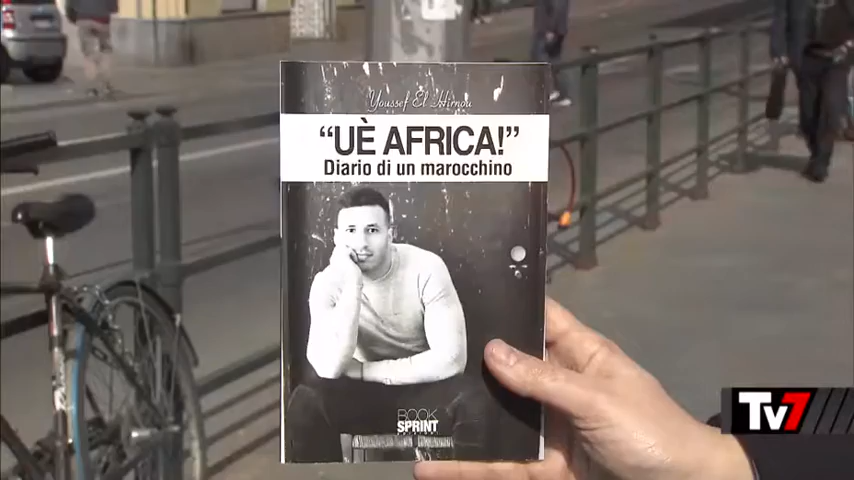 Youssef El Hirnou
“UÈ AFRICA!”
Diario di un marocchino
BOOK
SPRINT
Tv7